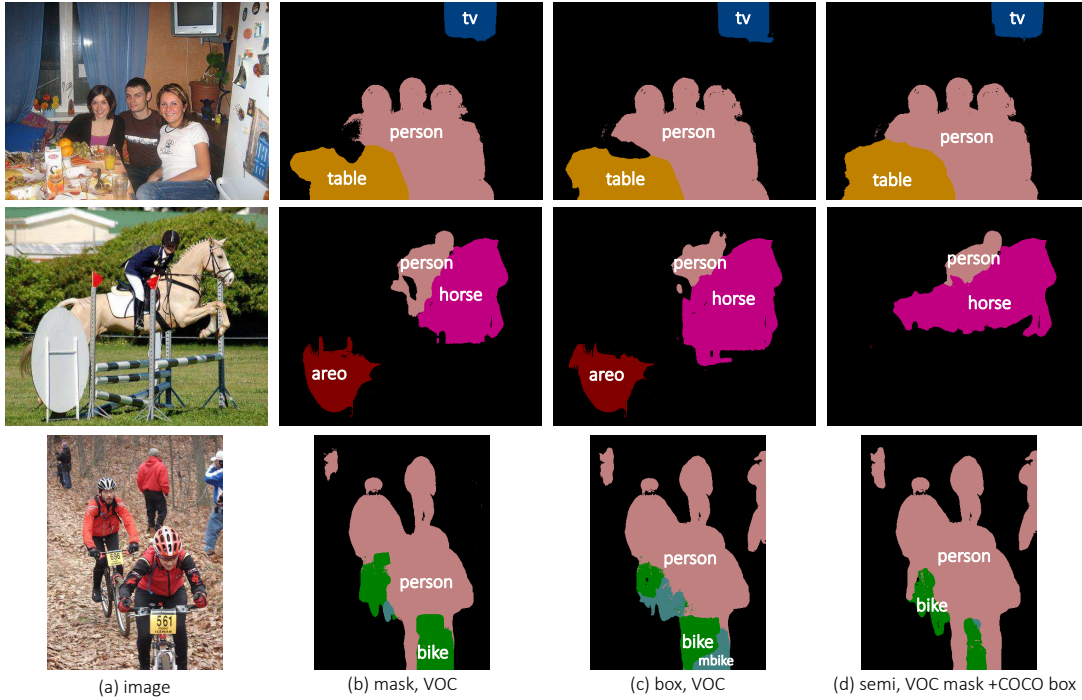 tv
tv
tv
person
person
person
table
table
table
person
person
person
horse
horse
horse
areo
areo
person
person
person
bike
bike
bike
mbike
561
(a) image
(b) mask, VOC
(c) box, VOC
(d) semi, VOC mask +COCO box